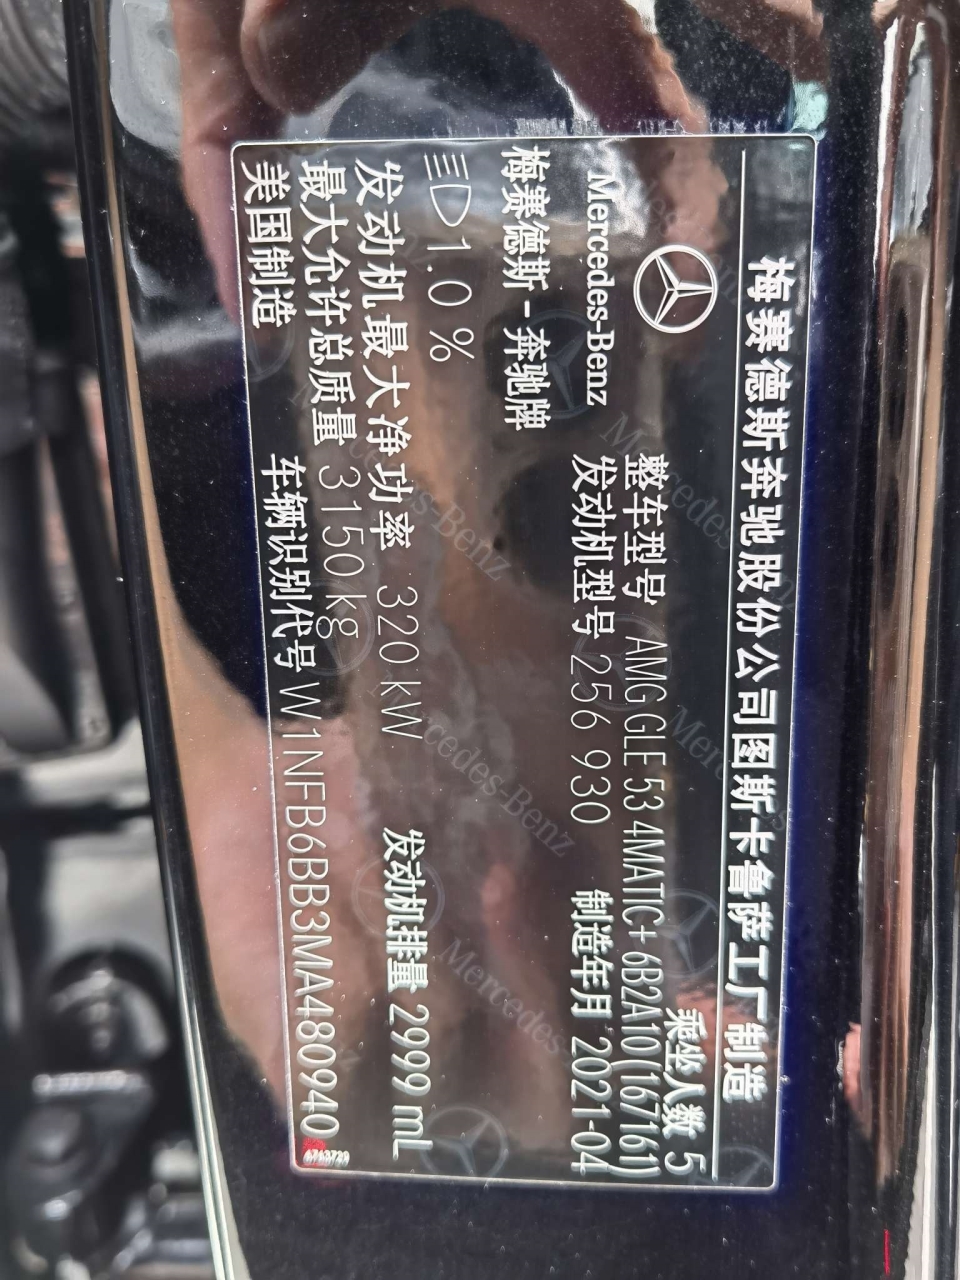 梅赛德斯奔驰股份公司图斯卡鲁萨工厂制造
乘坐人数 5
整车型号 AMG GLE 53 4MATIC+ 6B2A10(167161)
Mercedes-Benz
发动机型号 256 930 制造年月 2021-04
梅赛德斯-奔驰牌
1.0 %
发动机最大净功率 320 kW 发动机排量 2999 mL
最大允许总质量 3150 kg
美国制造 车辆识别代号 W1NFB6BB3MA480940